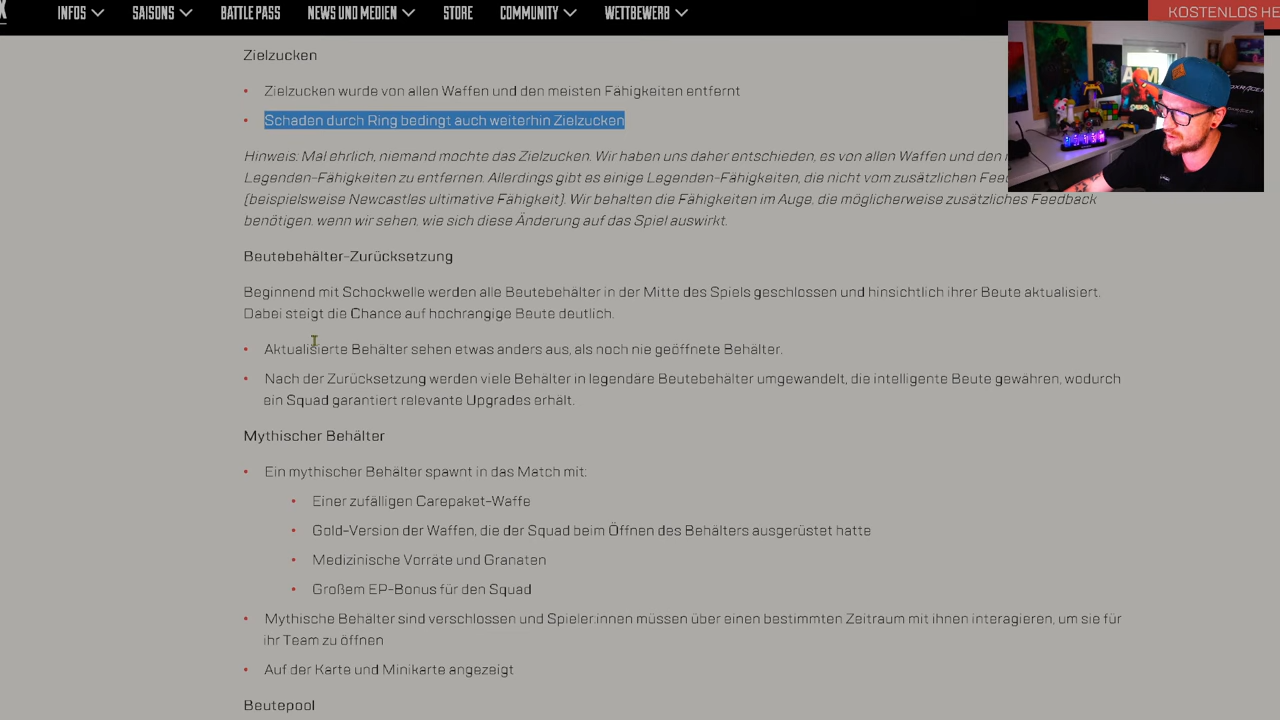 INFOS SAISONS BATTLE PASS NEWS UND MEDIEN STORE COMMUNITY WETTBEWERB KOSTENLOS HE
Zielzucken
• Zielzucken wurde von allen Waffen und den meisten Fähigkeiten entfernt
• Schaden durch Ring bedingt auch weiterhin Zielzucken
Hinweis: Mal ehrlich, niemand mochte das Zielzucken. Wir haben uns daher entschieden, es von allen Waffen und den
Legenden-Fähigkeiten zu entfernen. Allerdings gibt es einige Legenden-Fähigkeiten, die nicht vom zusätzlichen
(beispielsweise Newcastles ultimative Fähigkeit). Wir behalten die Fähigkeiten im Auge, die möglicherweise zusätzliches Feedback
benötigen, wenn wir sehen, wie sich diese Änderung auf das Spiel auswirkt.
Beutebehälter-Zurücksetzung
Beginnend mit Schockwelle werden alle Beutebehälter in der Mitte des Spiels geschlossen und hinsichtlich ihrer Beute aktualisiert.
Dabei steigt die Chance auf hochrangige Beute deutlich.
• Aktualisierte Behälter sehen etwas anders aus, als noch nie geöffnete Behälter.
• Nach der Zurücksetzung werden viele Behälter in legendäre Beutebehälter umgewandelt, die intelligente Beute gewähren, wodurch
ein Squad garantiert relevante Upgrades erhält.
Mythischer Behälter
• Ein mythischer Behälter spawnt in das Match mit:
• Einer zufälligen Carepaket-Waffe
• Gold-Version der Waffen, die der Squad beim Öffnen des Behälters ausgerüstet hatte
• Medizinische Vorräte und Granaten
• Großem EP-Bonus für den Squad
• Mythische Behälter sind verschlossen und Spieler:innen müssen über einen bestimmten Zeitraum mit ihnen interagieren, um sie für
ihr Team zu öffnen
• Auf der Karte und Minikarte angezeigt
Beutepool